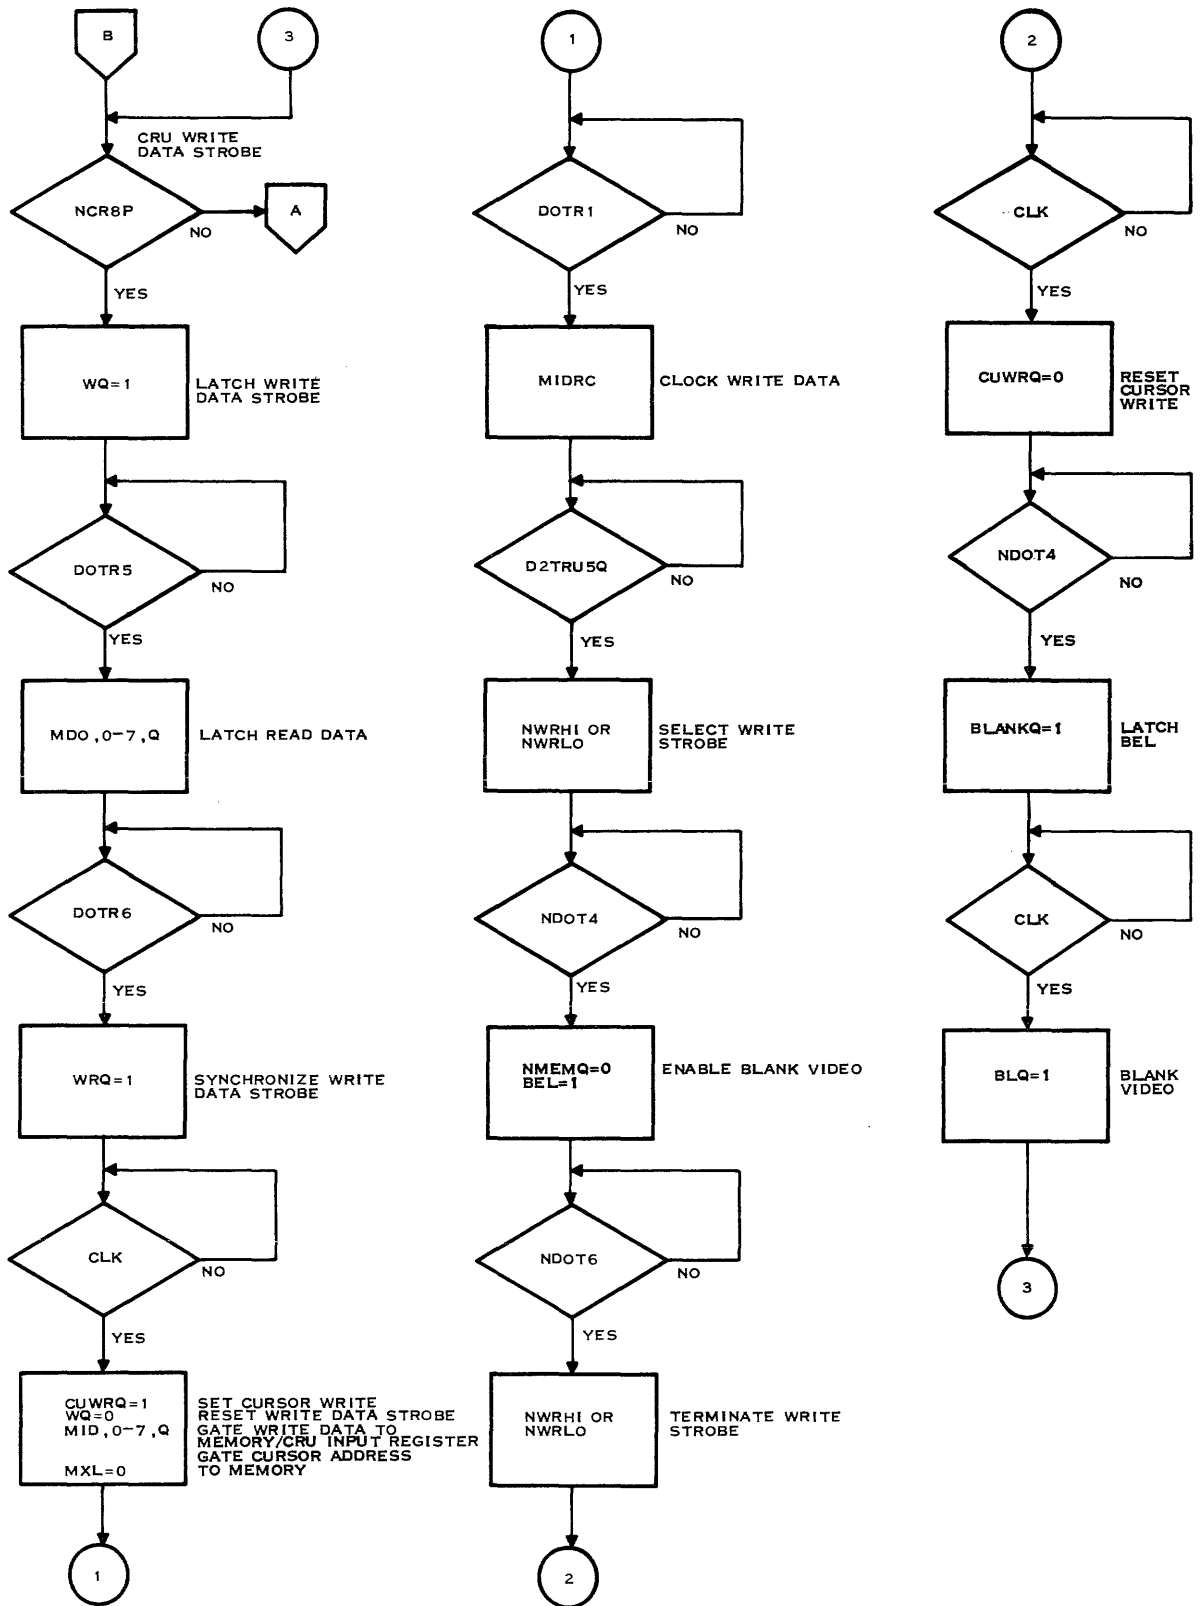 B
3
CRU WRITE
DATA STROBE
NCR8P
NO
A
YES
WQ=1
LATCH WRITE
DATA STROBE
DOTR5
NO
YES
MDO,0-7,Q
LATCH READ DATA
DOTR6
NO
YES
WRQ=1
SYNCHRONIZE WRITE
DATA STROBE
CLK
NO
YES
CUWRQ=1
SET CURSOR WRITE
WQ=0
RESET WRITE DATA STROBE
MID,0-7,Q
GATE WRITE DATA TO
MEMORY/CRU INPUT REGISTER
MXL=0
GATE CURSOR ADDRESS
TO MEMORY
1
1
DOTR1
NO
YES
MIDRC
CLOCK WRITE DATA
D2TRU5Q
NO
YES
NWRHI OR
NWRLO
SELECT WRITE
STROBE
NDOT4
NO
YES
NMEMQ=0
BEL=1
ENABLE BLANK VIDEO
NDOT6
NO
YES
NWRHI OR
NWRLO
TERMINATE WRITE
STROBE
2
2
CLK
NO
YES
CUWRQ=0
RESET
CURSOR
WRITE
NDOT4
NO
YES
BLANKQ=1
LATCH
BEL
CLK
NO
YES
BLQ=1
BLANK
VIDEO
3